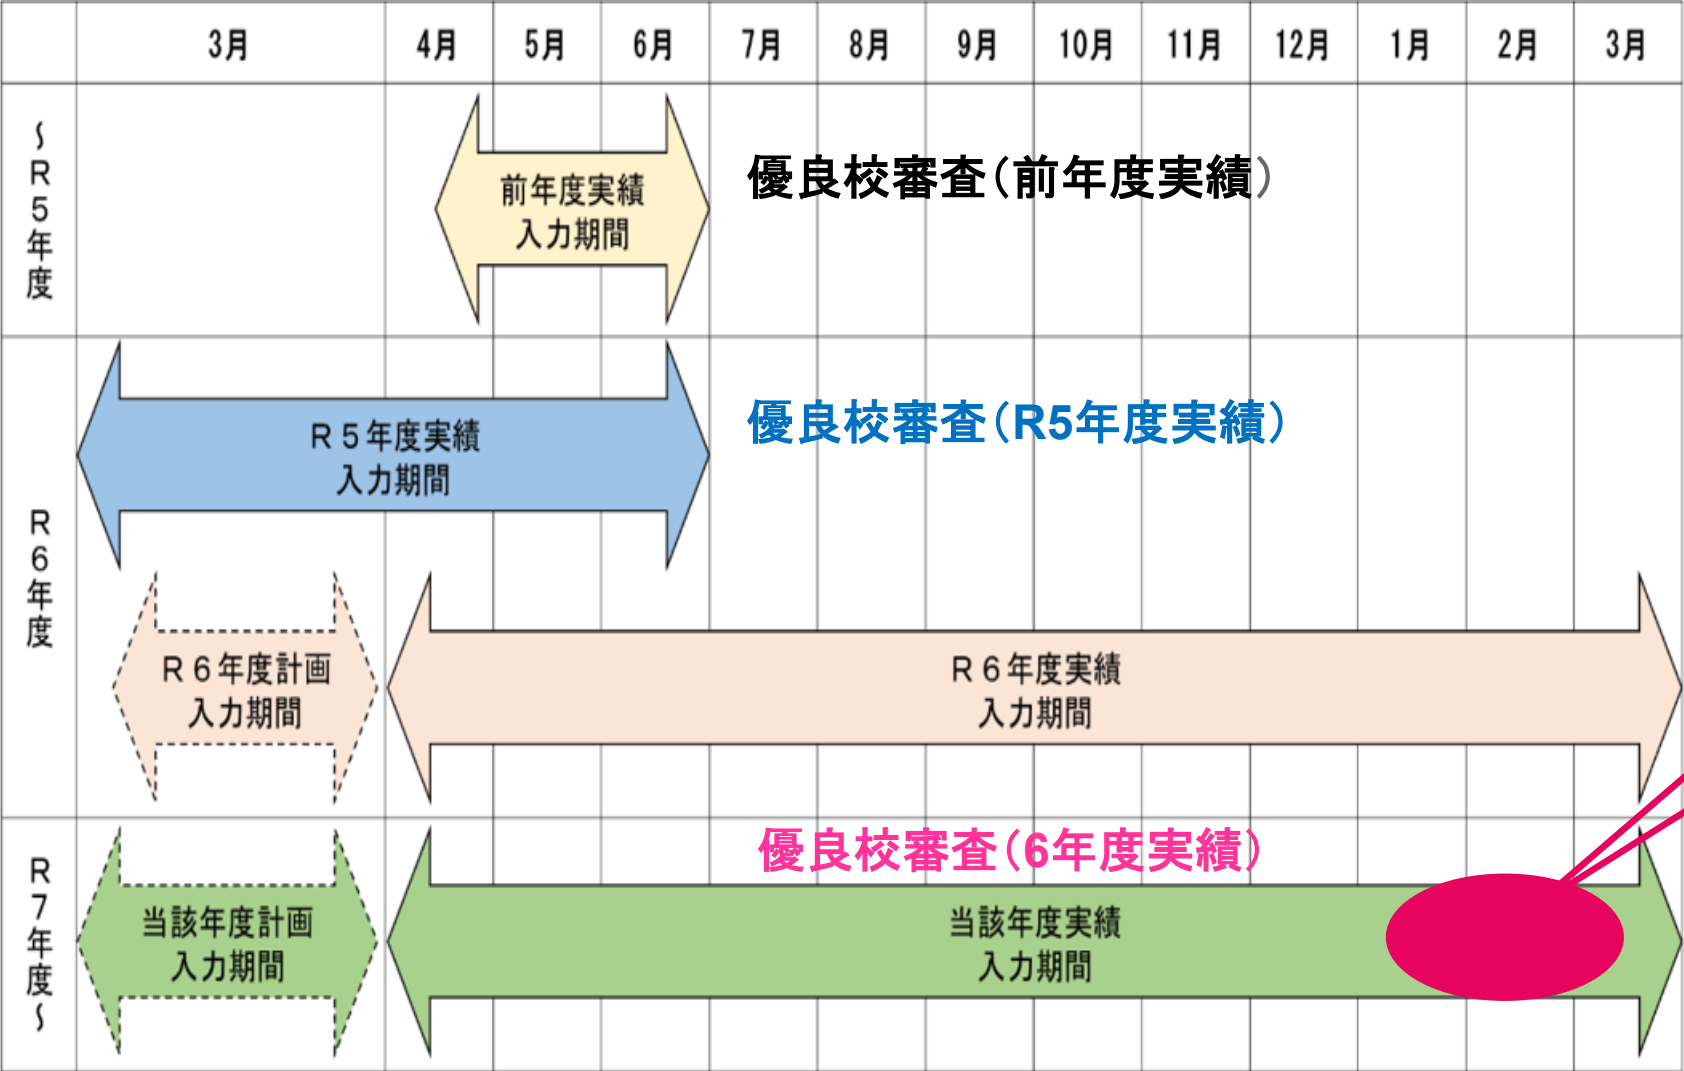 3月 4月 5月 6月 7月 8月 9月 10月 11月 12月 1月 2月 3月
～R5年度
前年度実績
入力期間
優良校審査（前年度実績）
R6年度
R５年度実績
入力期間
優良校審査（R5年度実績）
R６年度計画
入力期間
R６年度実績
入力期間
R7年度～
優良校審査（6年度実績）
当該年度計画
入力期間
当該年度実績
入力期間